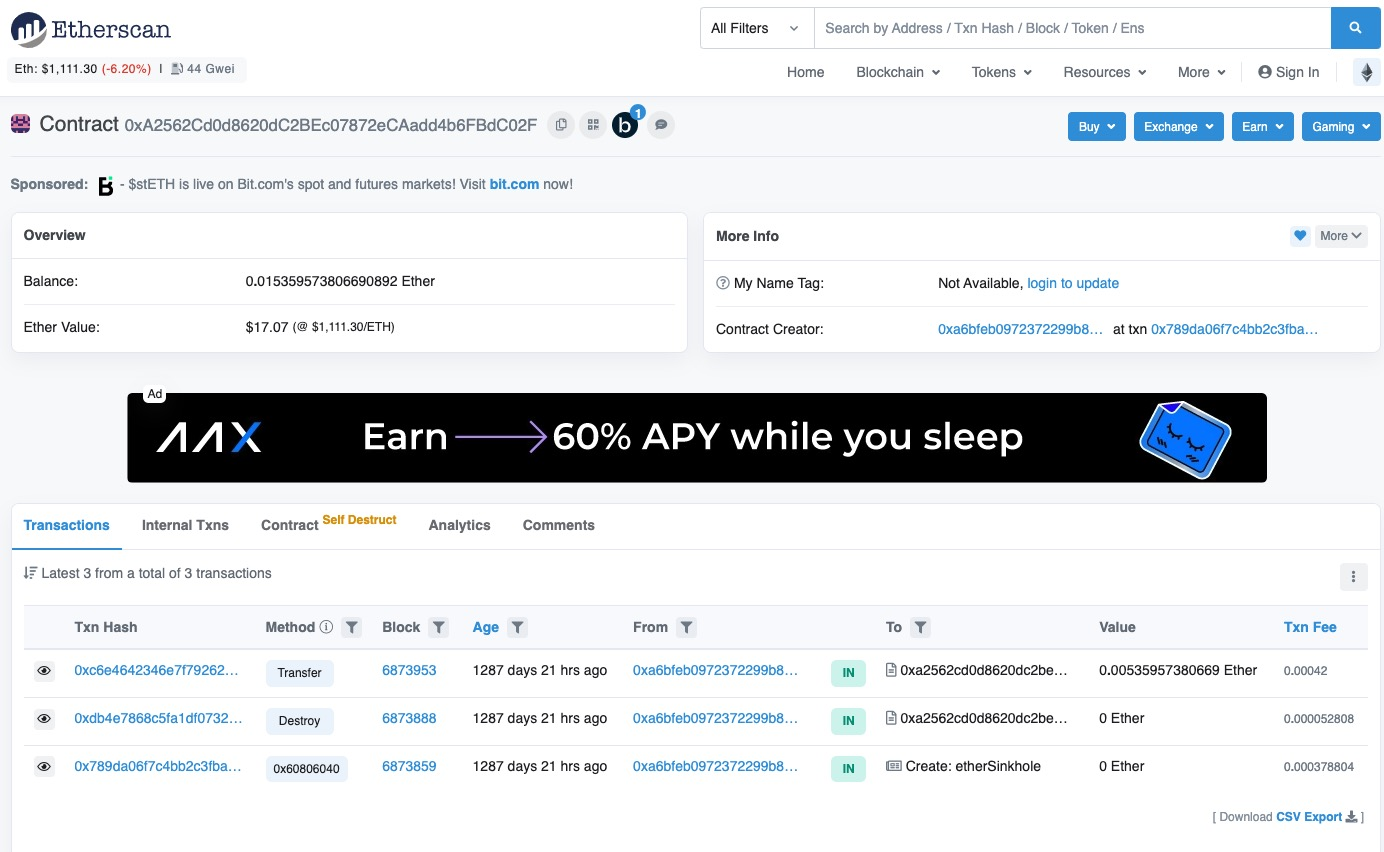 Etherscan
All Filters
Search by Address / Txn Hash / Block / Token / Ens
Eth: $1,111.30 (-6.20%) | 44 Gwei
Home Blockchain Tokens Resources More Sign In
Contract 0xA2562Cd0d8620dC2BEc07872eCAadd4b6FBdC02F b 1
Buy Exchange Earn Gaming
Sponsored: B - $stETH is live on Bit.com's spot and futures markets! Visit bit.com now!
Overview
Balance: 0.015359573806690892 Ether
Ether Value: $17.07 (@ $1,111.30/ETH)
More Info More
My Name Tag: Not Available, login to update
Contract Creator: 0xa6bfeb0972372299b8... at txn 0x789da06f7c4bb2c3fba...
Ad
AAX Earn 60% APY while you sleep
Transactions Internal Txns Contract Self Destruct Analytics Comments
Latest 3 from a total of 3 transactions
Txn Hash Method Block Age From To Value Txn Fee
0xc6e4642346e7f79262... Transfer 6873953 1287 days 21 hrs ago 0xa6bfeb0972372299b8... IN 0xa2562cd0d8620dc2be... 0.00535957380669 Ether 0.00042
0xdb4e7868c5fa1df0732... Destroy 6873888 1287 days 21 hrs ago 0xa6bfeb0972372299b8... IN 0xa2562cd0d8620dc2be... 0 Ether 0.000052808
0x789da06f7c4bb2c3fba... 0x60806040 6873859 1287 days 21 hrs ago 0xa6bfeb0972372299b8... IN Create: etherSinkhole 0 Ether 0.000378804
[ Download CSV Export ]